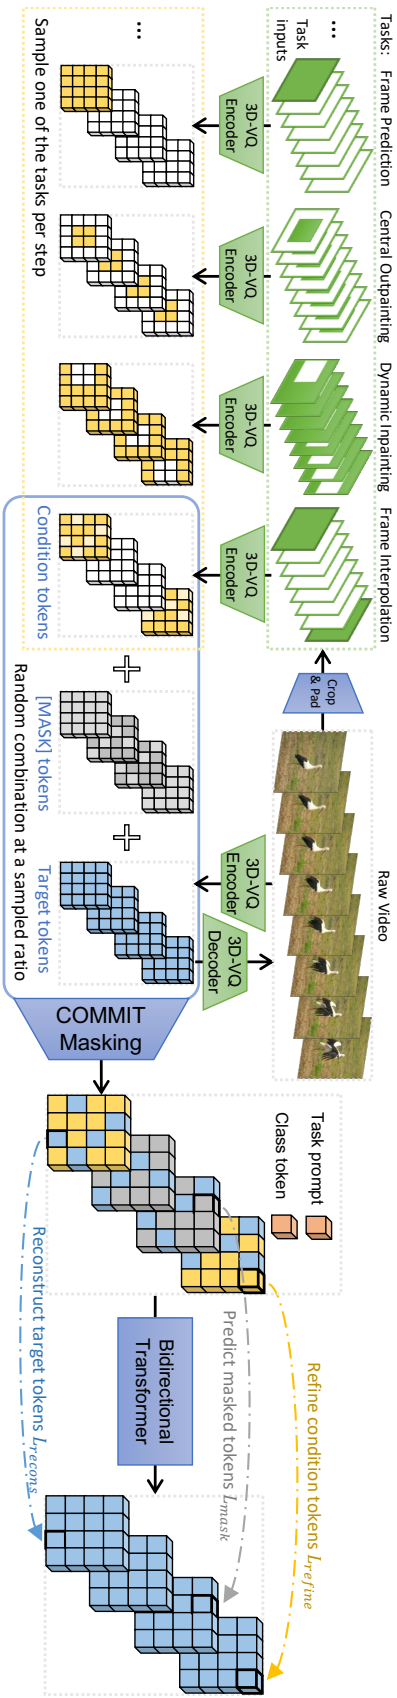 Tasks:
Frame Prediction
Central Outpainting
Dynamic Inpainting
Frame Interpolation
Raw Video
...
Task
inputs
Crop
& Pad
3D-VQ
Encoder
3D-VQ
Encoder
3D-VQ
Encoder
3D-VQ
Encoder
3D-VQ
Encoder
3D-VQ
Decoder
...
Sample one of the tasks per step
Condition tokens
[MASK] tokens
Target tokens
Random combination at a sampled ratio
COMMIT
Masking
Task prompt
Class token
Bidirectional
Transformer
Refine condition tokens L_refine
Predict masked tokens L_mask
Reconstruct target tokens L_recons